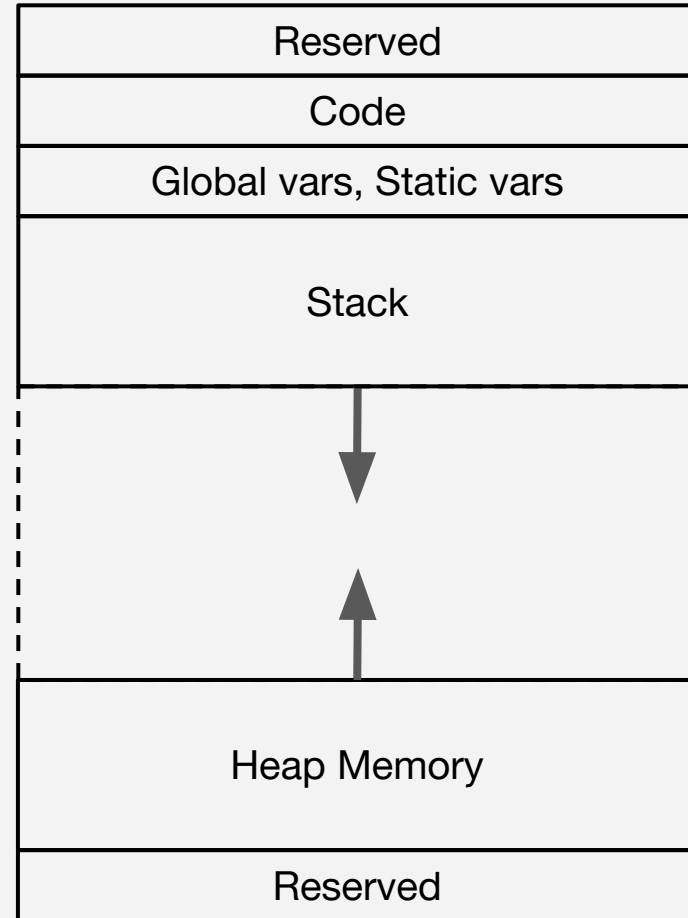 Reserved
Code
Global vars, Static vars
Stack
Heap Memory
Reserved